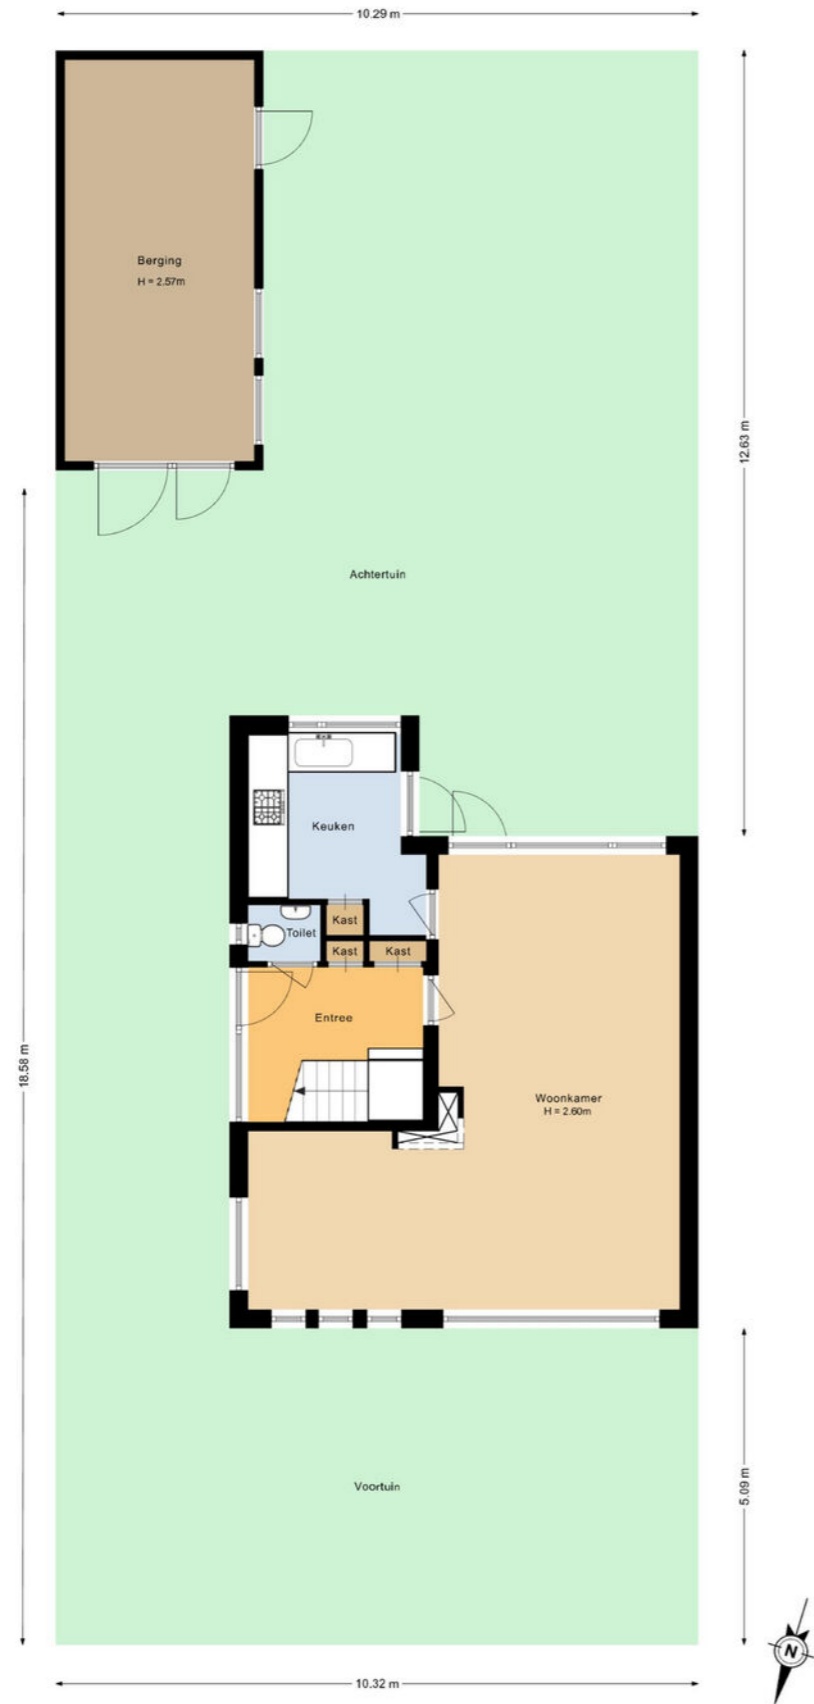 10.29 m
Berging
H = 2.57m
12.63 m
Achtertuin
Keuken
Kast
Toilet
Kast
Kast
Entree
18.58 m
Woonkamer
H = 2.60m
Voortuin
5.09 m
N
10.32 m